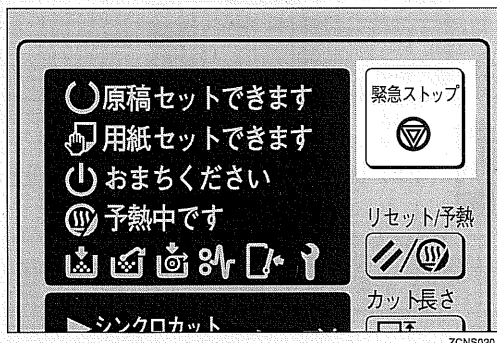 原稿セットできます
用紙セットできます
おまちください
予熱中です
緊急ストップ
リセット/予熱
カット長さ
シンクロカット
ZCNS020